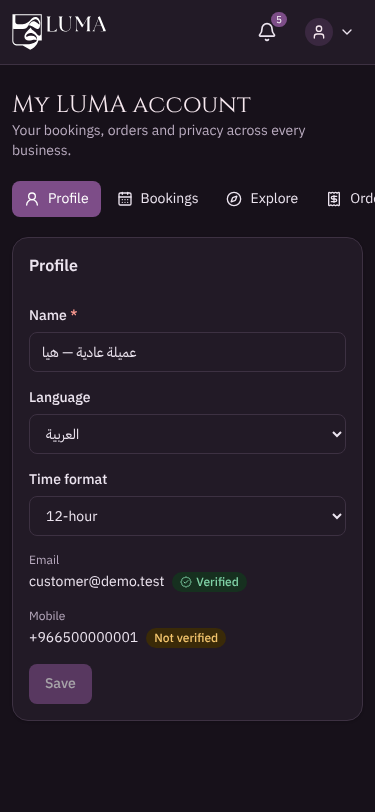 LUMA
5
My LUMA account
Your bookings, orders and privacy across every
business.
Profile
Bookings
Explore
Orde
Profile
Name *
عميلة عادية — هيا
Language
العربية
Time format
12-hour
Email
customer@demo.test
Verified
Mobile
+966500000001
Not verified
Save